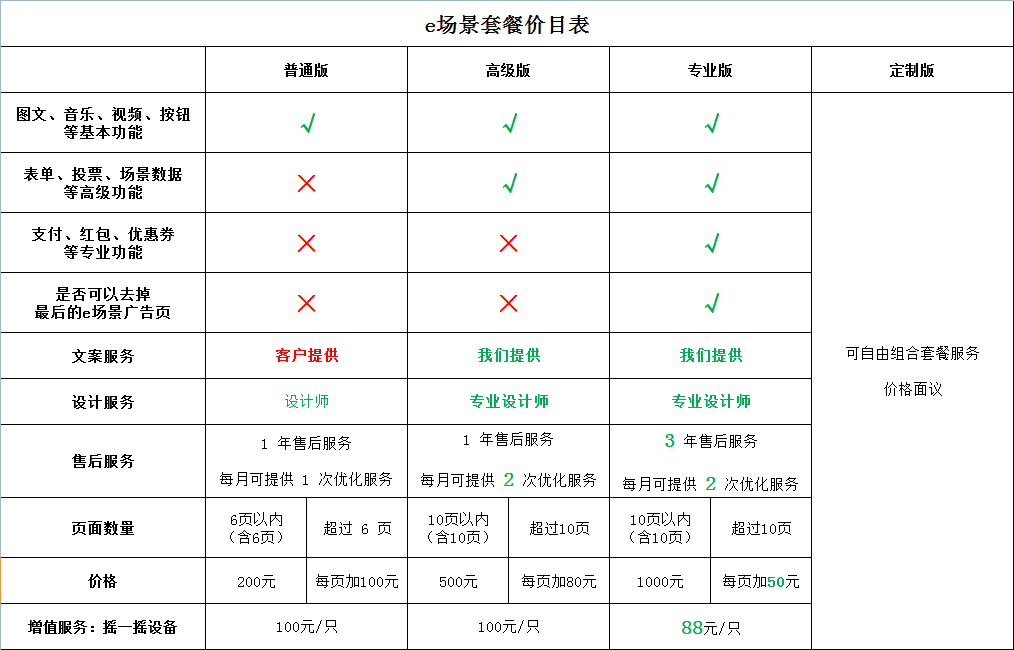 e场景套餐价目表
普通版 高级版 专业版 定制版
图文、音乐、视频、按钮
等基本功能
√ √ √
表单、投票、场景数据
等高级功能
× √ √
支付、红包、优惠券
等专业功能
× × √
是否可以去掉
最后的e场景广告页
× × √
文案服务 客户提供 我们提供 我们提供
可自由组合套餐服务
价格面议
设计服务 设计师 专业设计师 专业设计师
售后服务
1 年售后服务
每月可提供 1 次优化服务
1 年售后服务
每月可提供 2 次优化服务
3 年售后服务
每月可提供 2 次优化服务
页面数量
6页以内
（含6页）
超过 6 页
10页以内
（含10页）
超过10页
10页以内
（含10页）
超过10页
价格 200元 每页加100元 500元 每页加80元 1000元 每页加50元
增值服务：摇一摇设备 100元/只 100元/只 88元/只